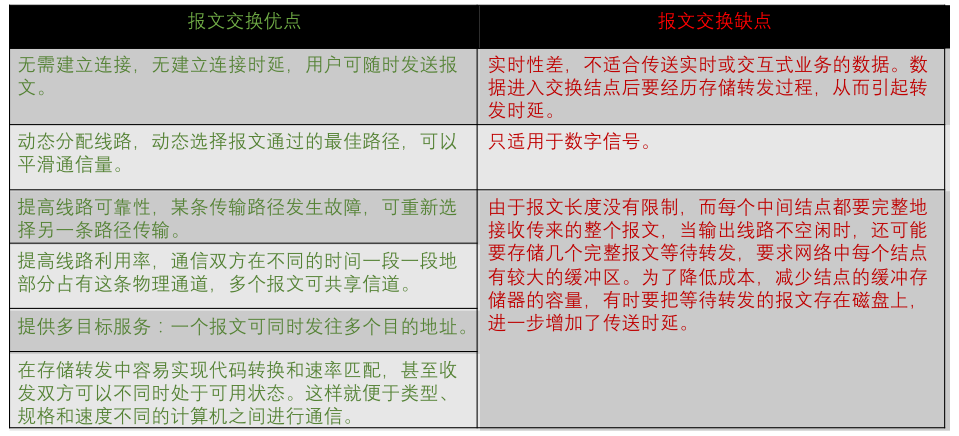 报文交换优点
报文交换缺点
无需建立连接，无建立连接时延，用户可随时发送报
文。
实时性差，不适合传送实时或交互式业务的数据。数
据进入交换结点后要经历存储转发过程，从而引起转
发时延。
动态分配线路，动态选择报文通过的最佳路径，可以
平滑通信量。
只适用于数字信号。
提高线路可靠性，某条传输路径发生故障，可重新选
择另一条路径传输。
提高线路利用率，通信双方在不同的时间一段一段地
部分占有这条物理通道，多个报文可共享信道。
提供多目标服务：一个报文可同时发往多个目的地址。
在存储转发中容易实现代码转换和速率匹配，甚至收
发双方可以不同时处于可用状态。这样就便于类型、
规格和速度不同的计算机之间进行通信。
由于报文长度没有限制，而每个中间结点都要完整地
接收传来的整个报文，当输出线路不空闲时，还可能
要存储几个完整报文等待转发，要求网络中每个结点
有较大的缓冲区。为了降低成本，减少结点的缓冲存
储器的容量，有时要把等待转发的报文存在磁盘上，
进一步增加了传送时延。